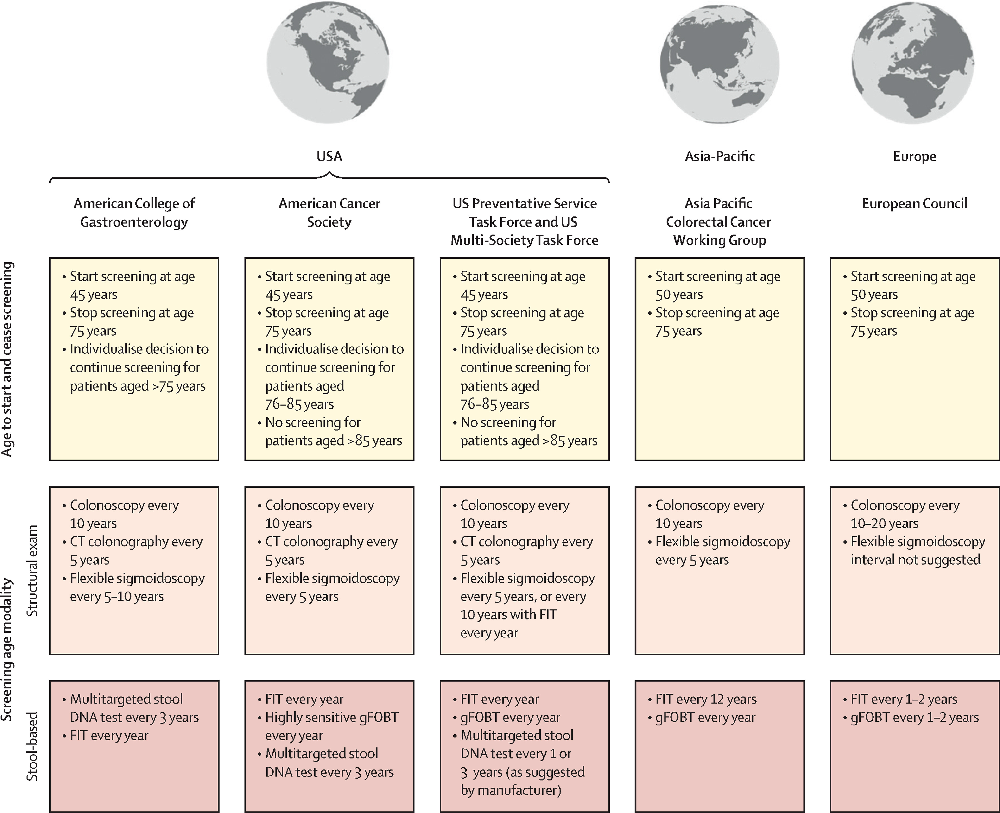 USA
Asia-Pacific
Europe
American College of
Gastroenterology
American Cancer
Society
US Preventative Service
Task Force and US
Multi-Society Task Force
Asia Pacific
Colorectal Cancer
Working Group
European Council
Age to start and cease screening
• Start screening at age
45 years
• Stop screening at age
75 years
• Individualise decision to
continue screening for
patients aged >75 years
• Start screening at age
45 years
• Stop screening at age
75 years
• Individualise decision to
continue screening for
patients aged
76–85 years
• No screening for
patients aged >85 years
• Start screening at age
45 years
• Stop screening at age
75 years
• Individualise decision to
continue screening for
patients aged
76–85 years
• No screening for
patients aged >85 years
• Start screening at age
50 years
• Stop screening at age
75 years
• Start screening at age
50 years
• Stop screening at age
75 years
Screening age modality
Structural exam
• Colonoscopy every
10 years
• CT colonography every
5 years
• Flexible sigmoidoscopy
every 5–10 years
• Colonoscopy every
10 years
• CT colonography every
5 years
• Flexible sigmoidoscopy
every 5 years
• Colonoscopy every
10 years
• CT colonography every
5 years
• Flexible sigmoidoscopy
every 5 years, or every
10 years with FIT
every year
• Colonoscopy every
10 years
• Flexible sigmoidoscopy
every 5 years
• Colonoscopy every
10–20 years
• Flexible sigmoidoscopy
interval not suggested
Stool-based
• Multitargeted stool
DNA test every 3 years
• FIT every year
• FIT every year
• Highly sensitive gFOBT
every year
• Multitargeted stool
DNA test every 3 years
• FIT every year
• gFOBT every year
• Multitargeted stool
DNA test every 1 or
3 years (as suggested
by manufacturer)
• FIT every 12 years
• gFOBT every year
• FIT every 1–2 years
• gFOBT every 1–2 years